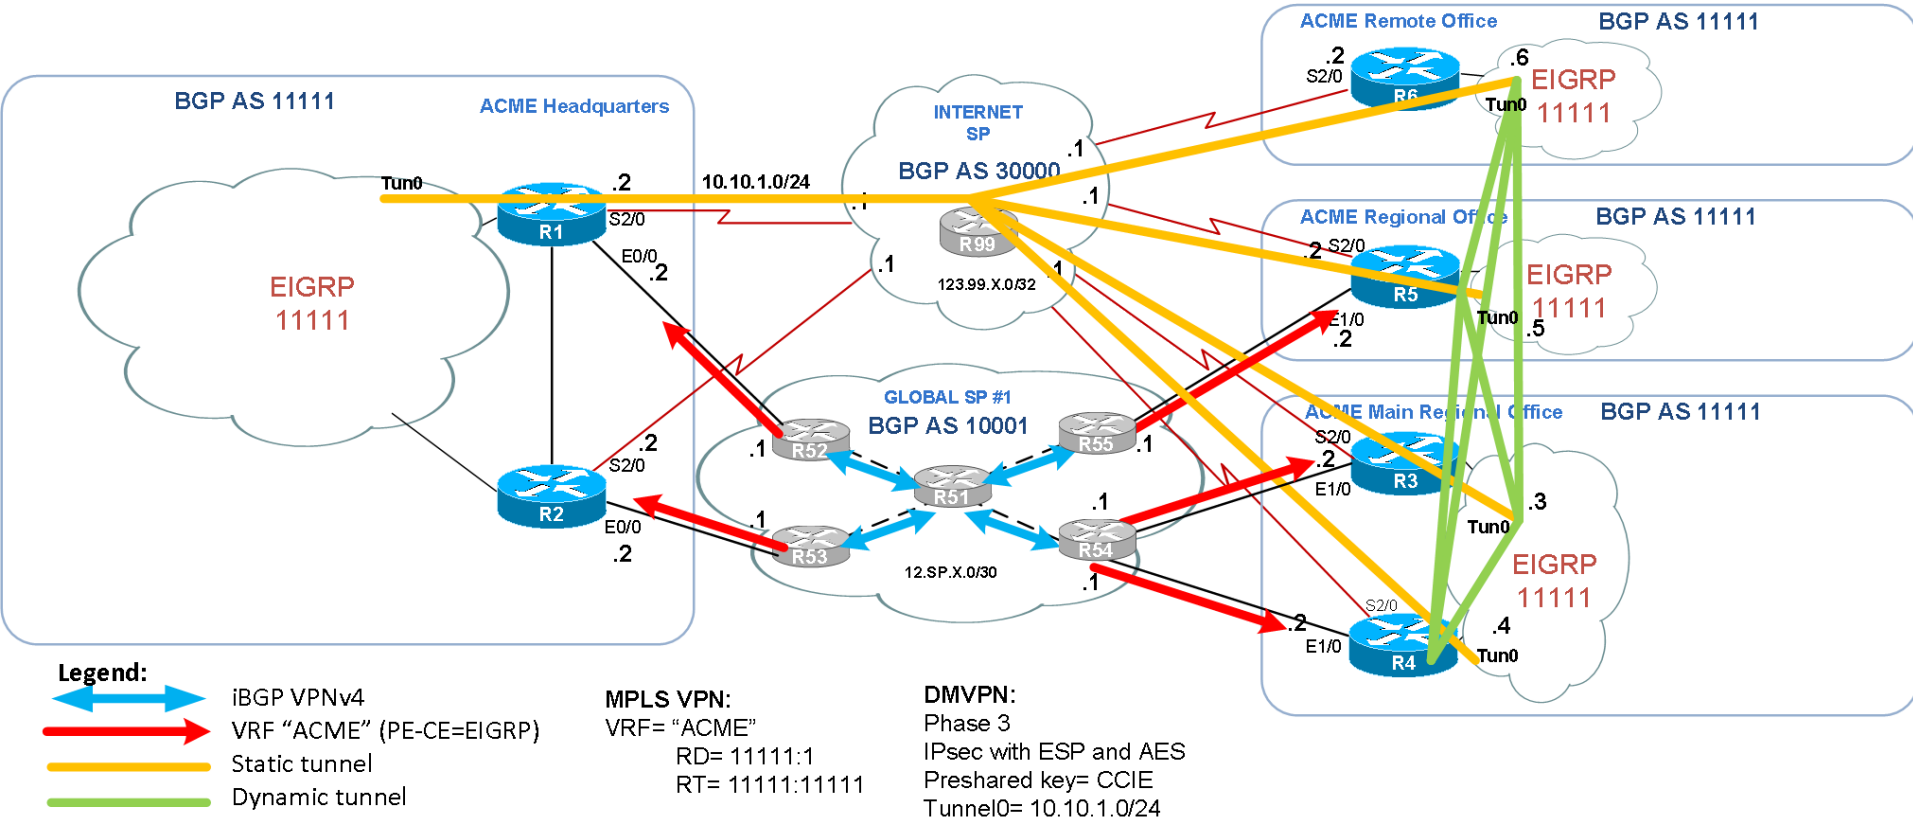 BGP AS 11111
ACME Headquarters
EIGRP
11111
Tun0
.2
S2/0
R1
E0/0
.2
10.10.1.0/24
.2
S2/0
R2
E0/0
.2
INTERNET
SP
BGP AS 30000
.1
.1
.1
.1
.1
R99
123.99.X.0/32
GLOBAL SP #1
BGP AS 10001
R52
.1
R53
.1
R51
R55
.1
R54
.1
.1
12.SP.X.0/30
ACME Remote Office
BGP AS 11111
.2
S2/0
R6
.6
Tun0
EIGRP
11111
ACME Regional Office
BGP AS 11111
.2
S2/0
R5
E1/0
.2
Tun0
.5
EIGRP
11111
ACME Main Regional Office
BGP AS 11111
S2/0
.2
E1/0
R3
.3
Tun0
EIGRP
11111
S2/0
.2
E1/0
R4
.4
Tun0
Legend:
iBGP VPNv4
VRF “ACME” (PE-CE=EIGRP)
Static tunnel
Dynamic tunnel
MPLS VPN:
VRF= “ACME”
RD= 11111:1
RT= 11111:11111
DMVPN:
Phase 3
IPsec with ESP and AES
Preshared key= CCIE
Tunnel0= 10.10.1.0/24